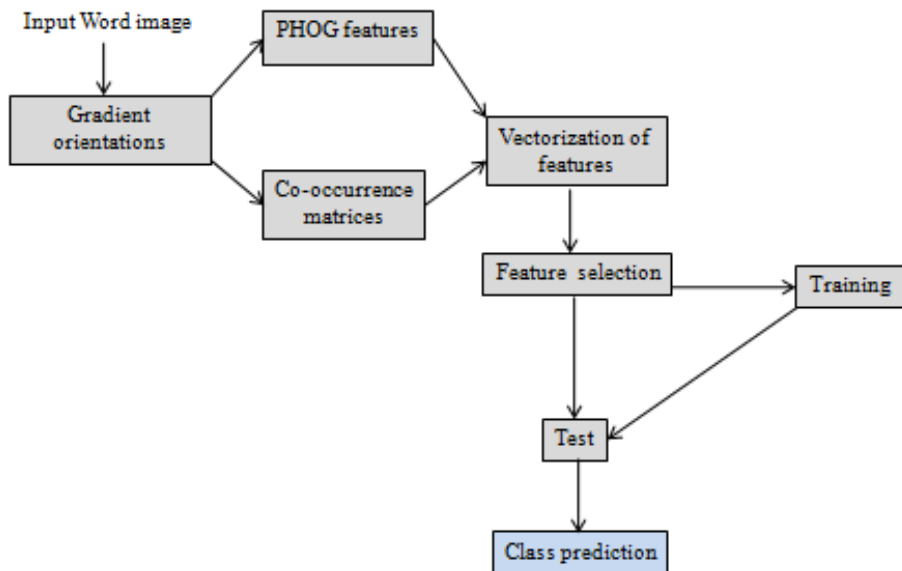 Input Word image
PHOG features
Gradient
orientations
Co-occurrence
matrices
Vectorization of
features
Feature selection
Training
Test
Class prediction